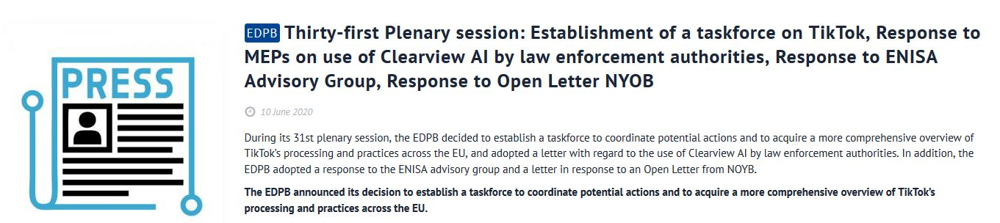 PRESS
EDPB Thirty-first Plenary session: Establishment of a taskforce on TikTok, Response to
MEPs on use of Clearview AI by law enforcement authorities, Response to ENISA
Advisory Group, Response to Open Letter NYOB
10 June 2020
During its 31st plenary session, the EDPB decided to establish a taskforce to coordinate potential actions and to acquire a more comprehensive overview of
TikTok’s processing and practices across the EU, and adopted a letter with regard to the use of Clearview AI by law enforcement authorities. In addition, the
EDPB adopted a response to the ENISA advisory group and a letter in response to an Open Letter from NOYB.
The EDPB announced its decision to establish a taskforce to coordinate potential actions and to acquire a more comprehensive overview of TikTok’s
processing and practices across the EU.